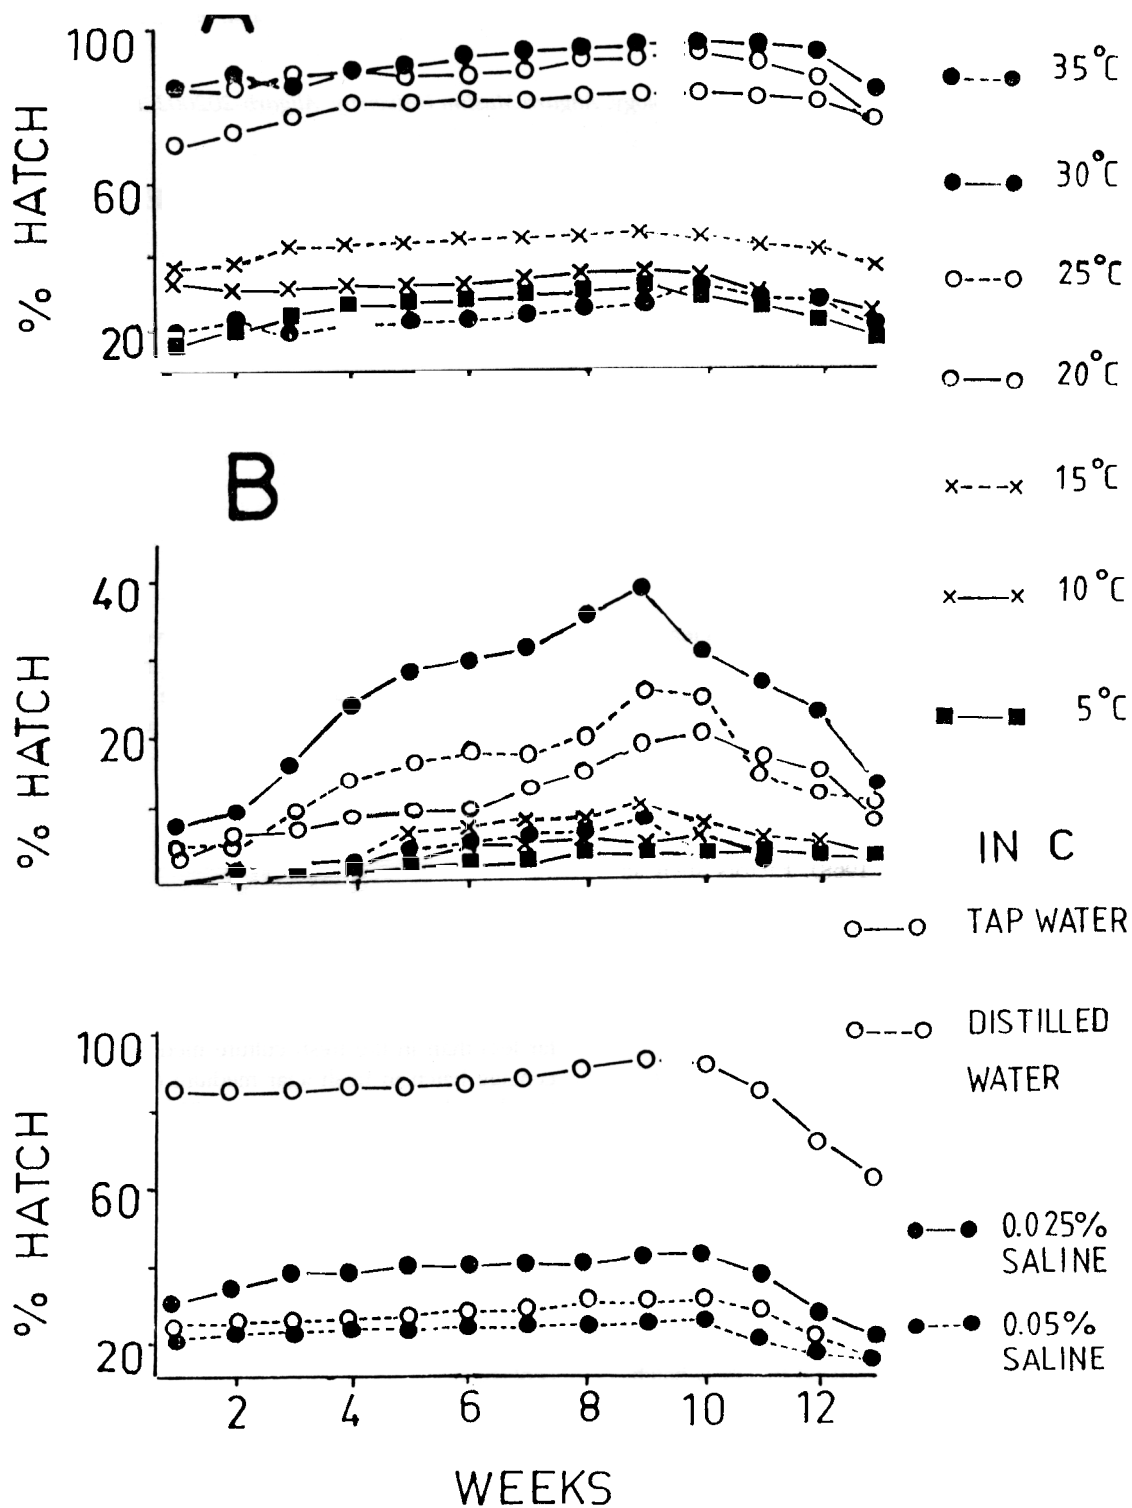 A
100
60
20
% HATCH
35°C
30°C
25°C
20°C
15°C
10°C
5°C
B
40
20
% HATCH
IN C
TAP WATER
DISTILLED
WATER
0.025%
SALINE
0.05%
SALINE
100
60
20
% HATCH
2 4 6 8 10 12
WEEKS